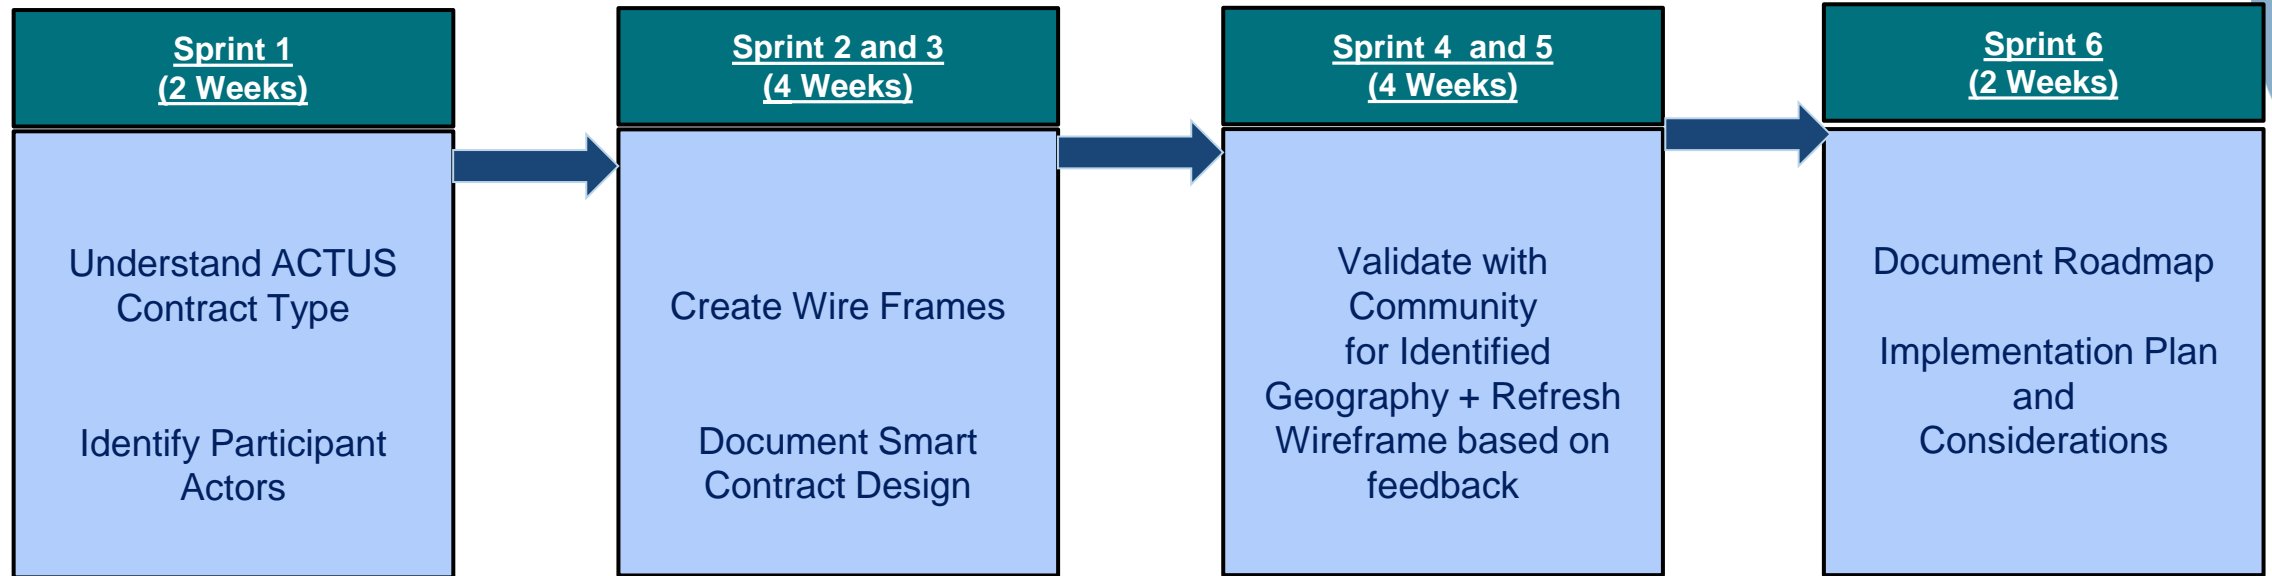 Sprint 1
(2 Weeks)
Understand ACTUS
Contract Type
Identify Participant
Actors
Sprint 2 and 3
(4 Weeks)
Create Wire Frames
Document Smart
Contract Design
Sprint 4 and 5
(4 Weeks)
Validate with
Community
for Identified
Geography + Refresh
Wireframe based on
feedback
Sprint 6
(2 Weeks)
Document Roadmap
Implementation Plan
and
Considerations